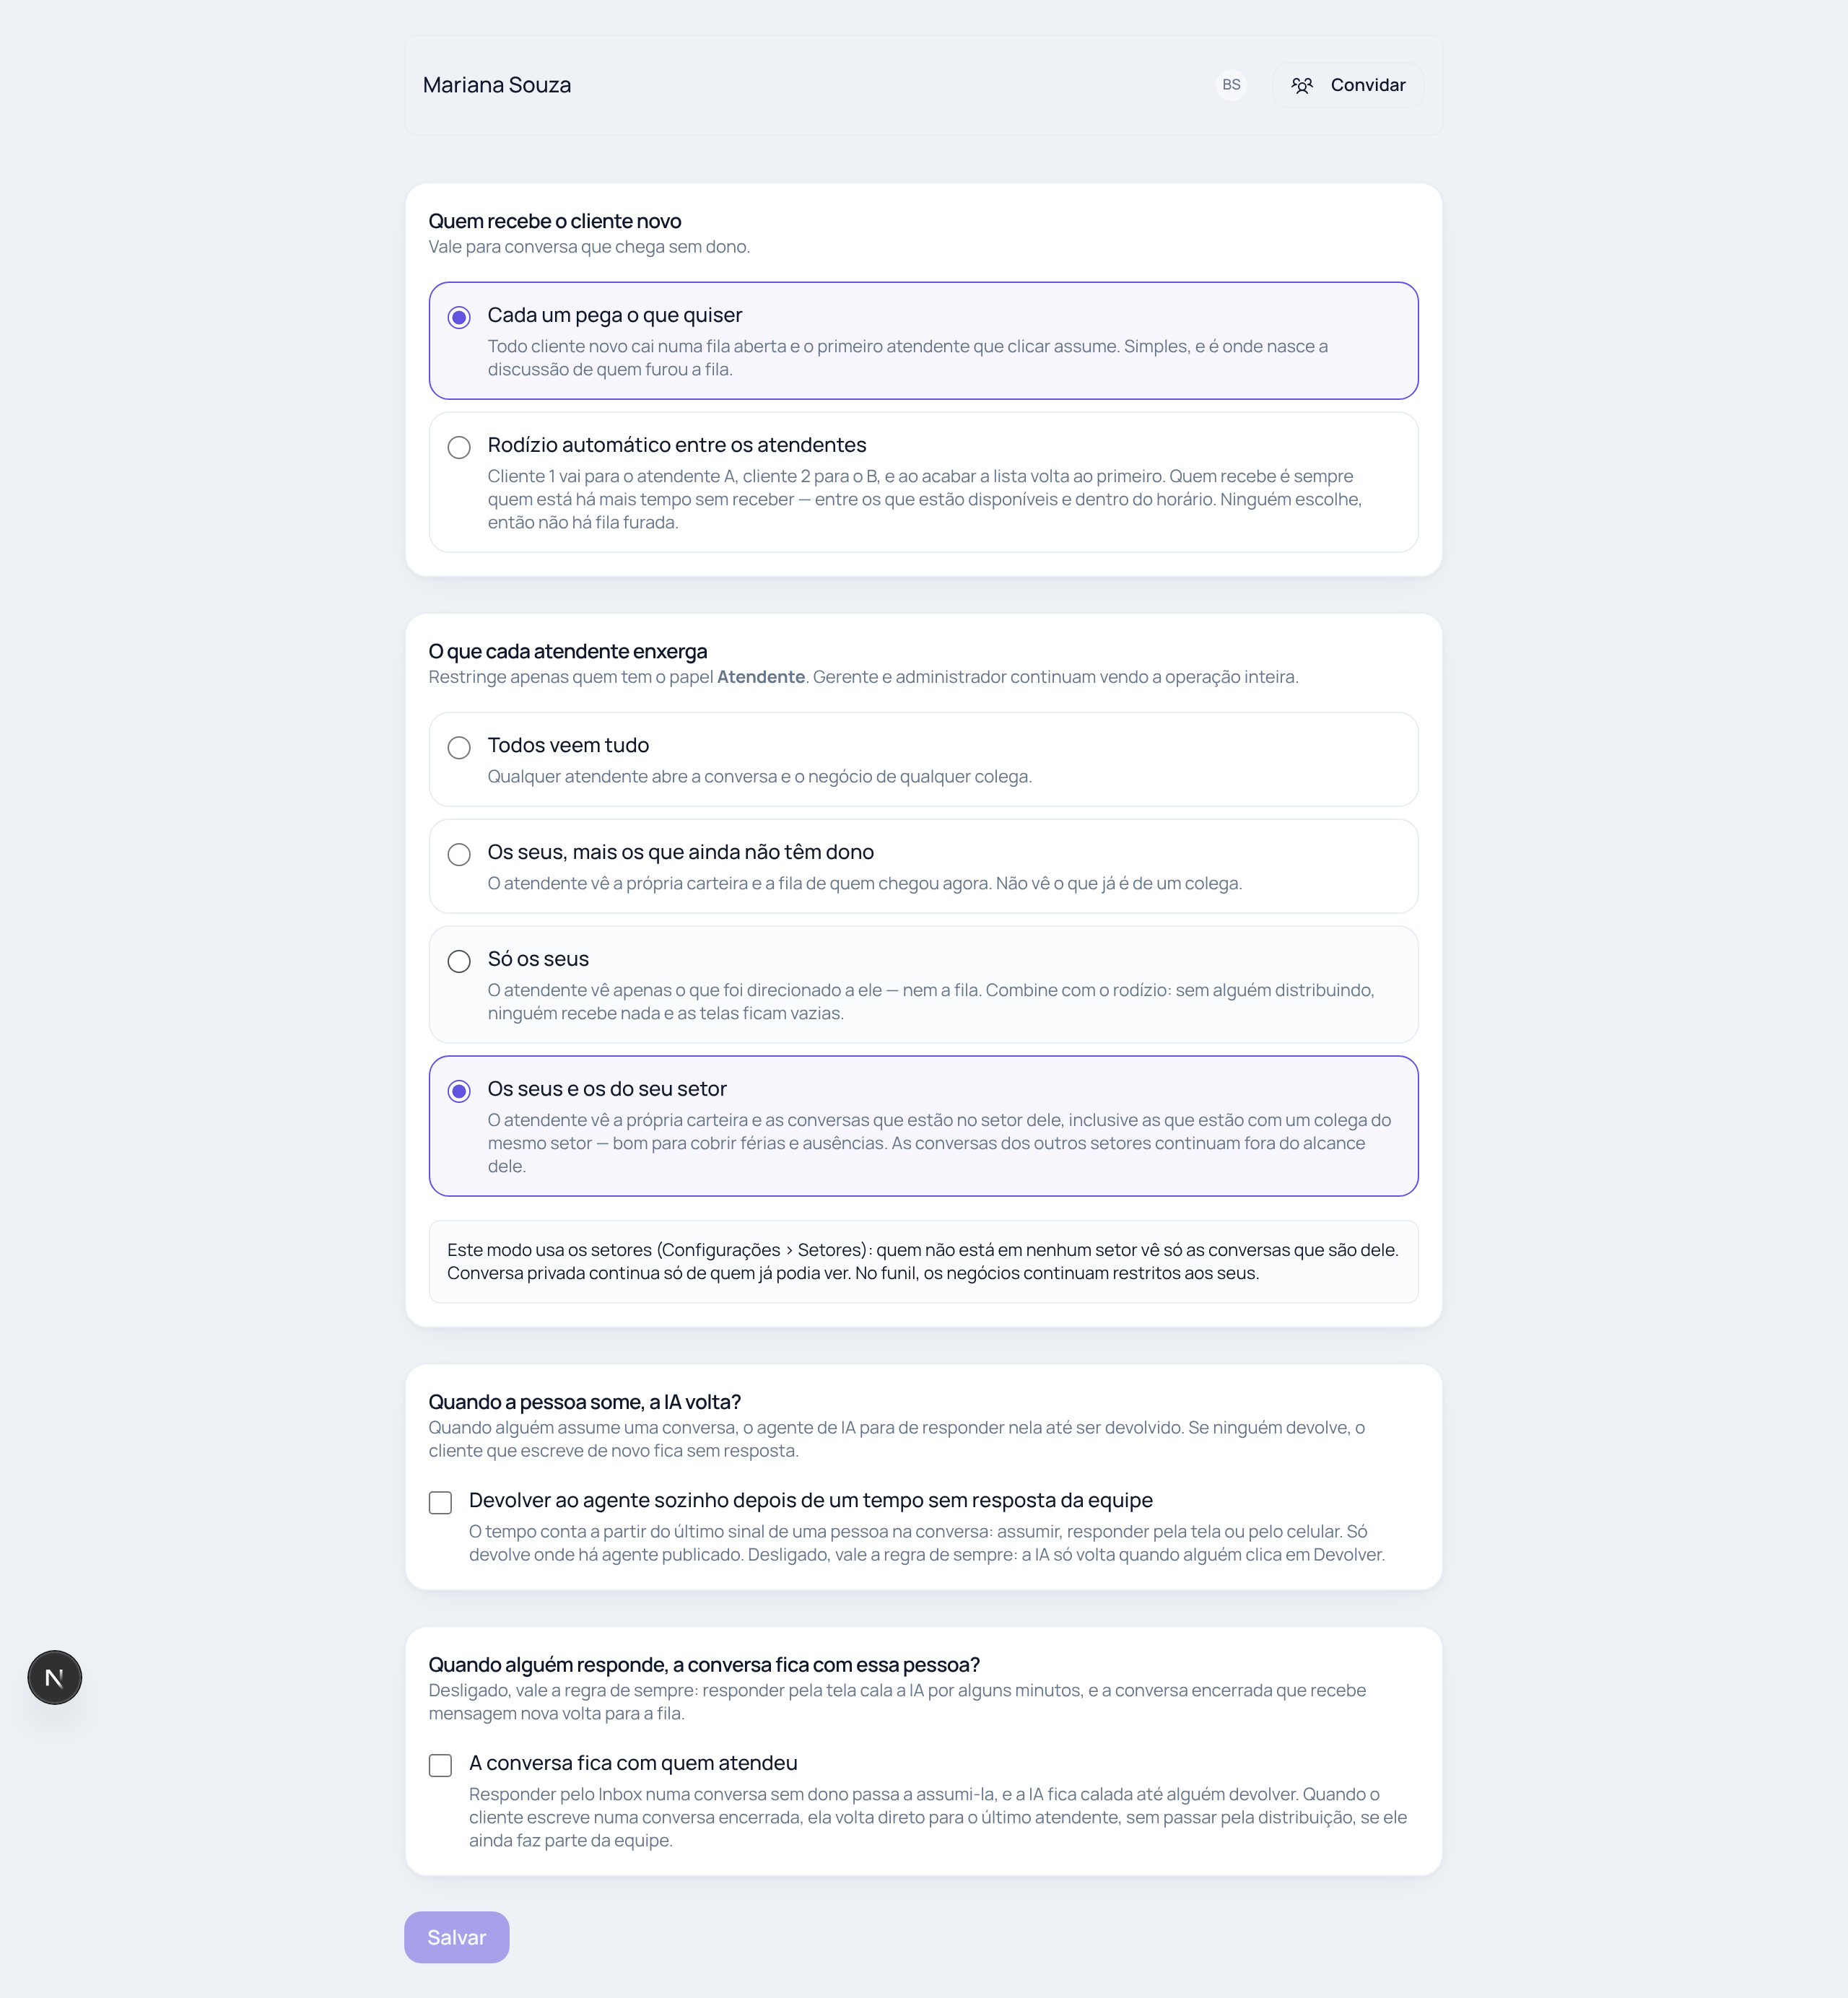 Mariana Souza
BS
Convidar
Quem recebe o cliente novo
Vale para conversa que chega sem dono.
Cada um pega o que quiser
Todo cliente novo cai numa fila aberta e o primeiro atendente que clicar assume. Simples, e é onde nasce a
discussão de quem furou a fila.
Rodízio automático entre os atendentes
Cliente 1 vai para o atendente A, cliente 2 para o B, e ao acabar a lista volta ao primeiro. Quem recebe é sempre
quem está há mais tempo sem receber — entre os que estão disponíveis e dentro do horário. Ninguém escolhe,
então não há fila furada.
O que cada atendente enxerga
Restringe apenas quem tem o papel Atendente. Gerente e administrador continuam vendo a operação inteira.
Todos veem tudo
Qualquer atendente abre a conversa e o negócio de qualquer colega.
Os seus, mais os que ainda não têm dono
O atendente vê a própria carteira e a fila de quem chegou agora. Não vê o que já é de um colega.
Só os seus
O atendente vê apenas o que foi direcionado a ele — nem a fila. Combine com o rodízio: sem alguém distribuindo,
ninguém recebe nada e as telas ficam vazias.
Os seus e os do seu setor
O atendente vê a própria carteira e as conversas que estão no setor dele, inclusive as que estão com um colega do
mesmo setor — bom para cobrir férias e ausências. As conversas dos outros setores continuam fora do alcance
dele.
Este modo usa os setores (Configurações > Setores): quem não está em nenhum setor vê só as conversas que são dele.
Conversa privada continua só de quem já podia ver. No funil, os negócios continuam restritos aos seus.
Quando a pessoa some, a IA volta?
Quando alguém assume uma conversa, o agente de IA para de responder nela até ser devolvido. Se ninguém devolve, o
cliente que escreve de novo fica sem resposta.
Devolver ao agente sozinho depois de um tempo sem resposta da equipe
O tempo conta a partir do último sinal de uma pessoa na conversa: assumir, responder pela tela ou pelo celular. Só
devolve onde há agente publicado. Desligado, vale a regra de sempre: a IA só volta quando alguém clica em Devolver.
N
Quando alguém responde, a conversa fica com essa pessoa?
Desligado, vale a regra de sempre: responder pela tela cala a IA por alguns minutos, e a conversa encerrada que recebe
mensagem nova volta para a fila.
A conversa fica com quem atendeu
Responder pelo Inbox numa conversa sem dono passa a assumi-la, e a IA fica calada até alguém devolver. Quando o
cliente escreve numa conversa encerrada, ela volta direto para o último atendente, sem passar pela distribuição, se ele
ainda faz parte da equipe.
Salvar